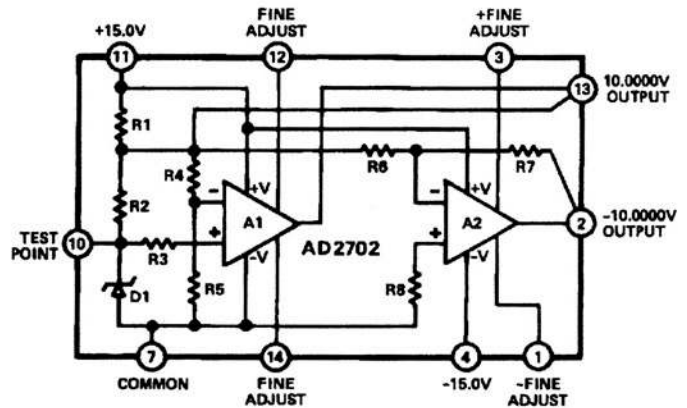 +15.0V
FINE
ADJUST
+FINE
ADJUST
11
12
3
13
10.0000V
OUTPUT
R1
R4
R6
R7
R2
+V
+V
-
-
A1
A2
2
-10.0000V
OUTPUT
TEST
POINT
10
+
+
R3
AD2702
-V
-V
D1
R5
R8
7
14
4
1
COMMON
FINE
ADJUST
-15.0V
-FINE
ADJUST